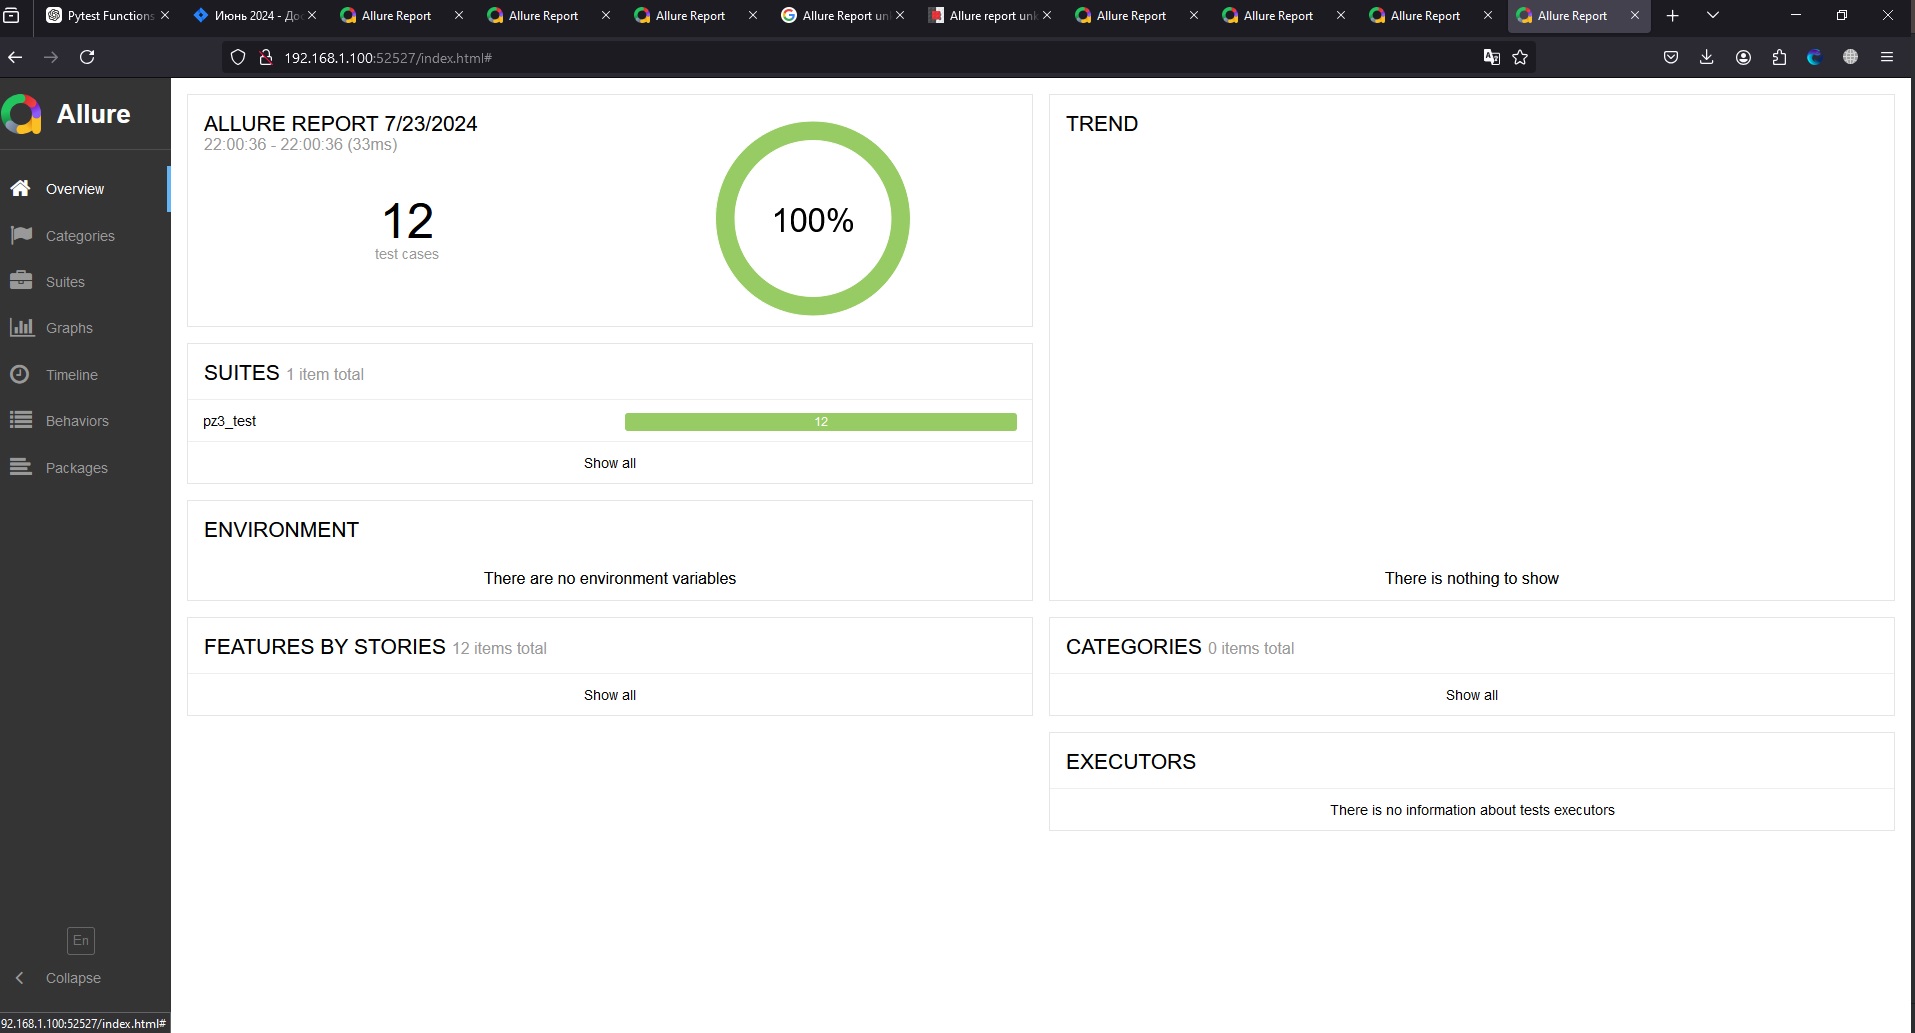 Pytest Functions
Июнь 2024 - Дос
Allure Report
Allure Report
Allure Report
Allure Report un
Allure report unk
Allure Report
Allure Report
Allure Report
Allure Report
192.168.1.100:52527/index.html#
Allure
Overview
Categories
Suites
Graphs
Timeline
Behaviors
Packages
En
Collapse
92.168.1.100:52527/index.html#
ALLURE REPORT 7/23/2024
22:00:36 - 22:00:36 (33ms)
12
test cases
100%
SUITES 1 item total
pz3_test
12
Show all
ENVIRONMENT
There are no environment variables
FEATURES BY STORIES 12 items total
Show all
TREND
There is nothing to show
CATEGORIES 0 items total
Show all
EXECUTORS
There is no information about tests executors